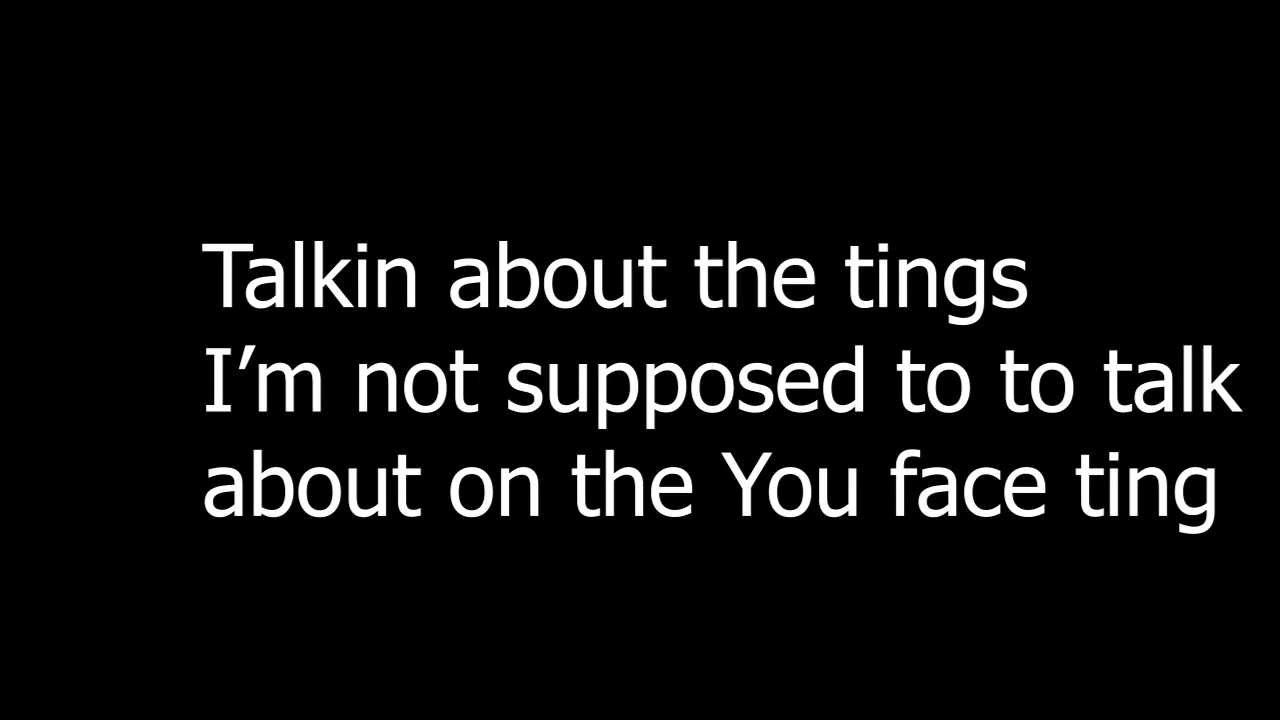 Talkin about the tings
I’m not supposed to to talk
about on the You face ting